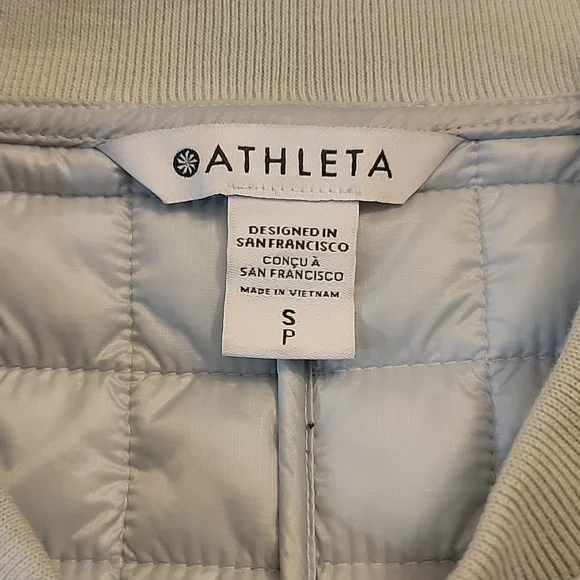 ATHLETA
DESIGNED IN
SAN FRANCISCO
CONÇU À
SAN FRANCISCO
MADE IN VIETNAM
S
P